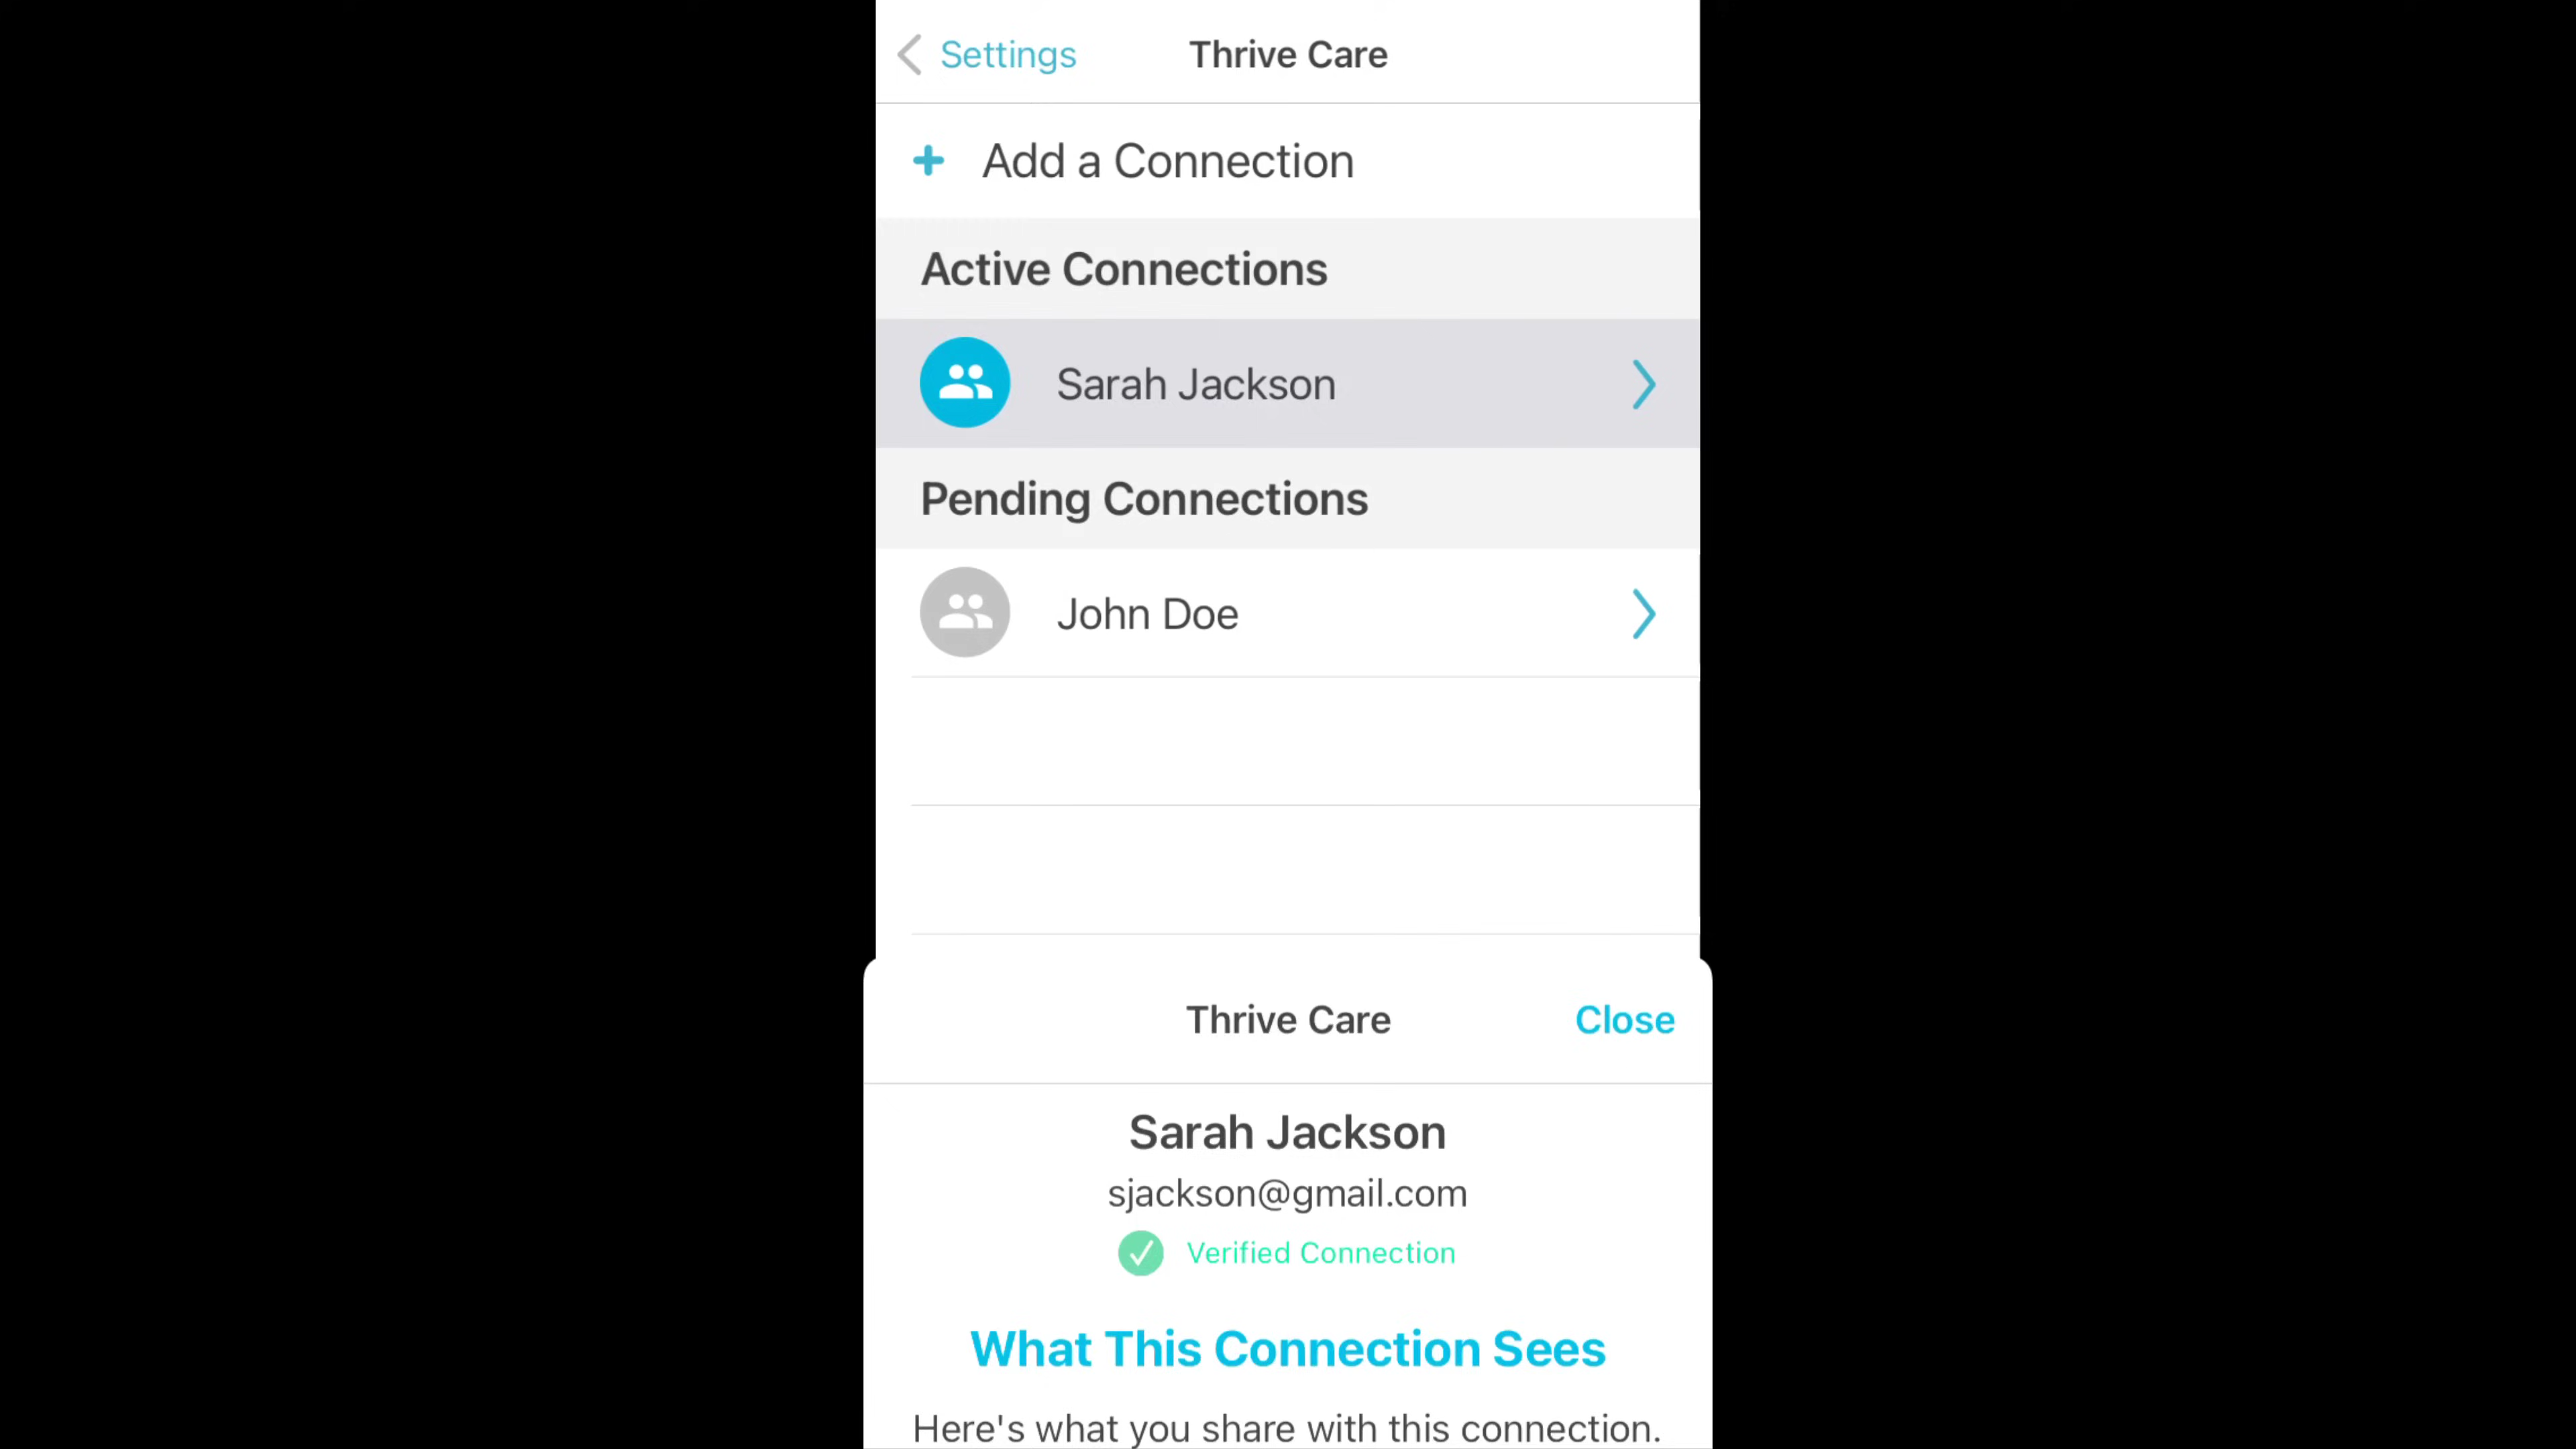 Settings
Thrive Care
Add a Connection
Active Connections
Sarah Jackson
Pending Connections
John Doe
Thrive Care
Close
Sarah Jackson
sjackson@gmail.com
Verified Connection
What This Connection Sees
Here's what you share with this connection.